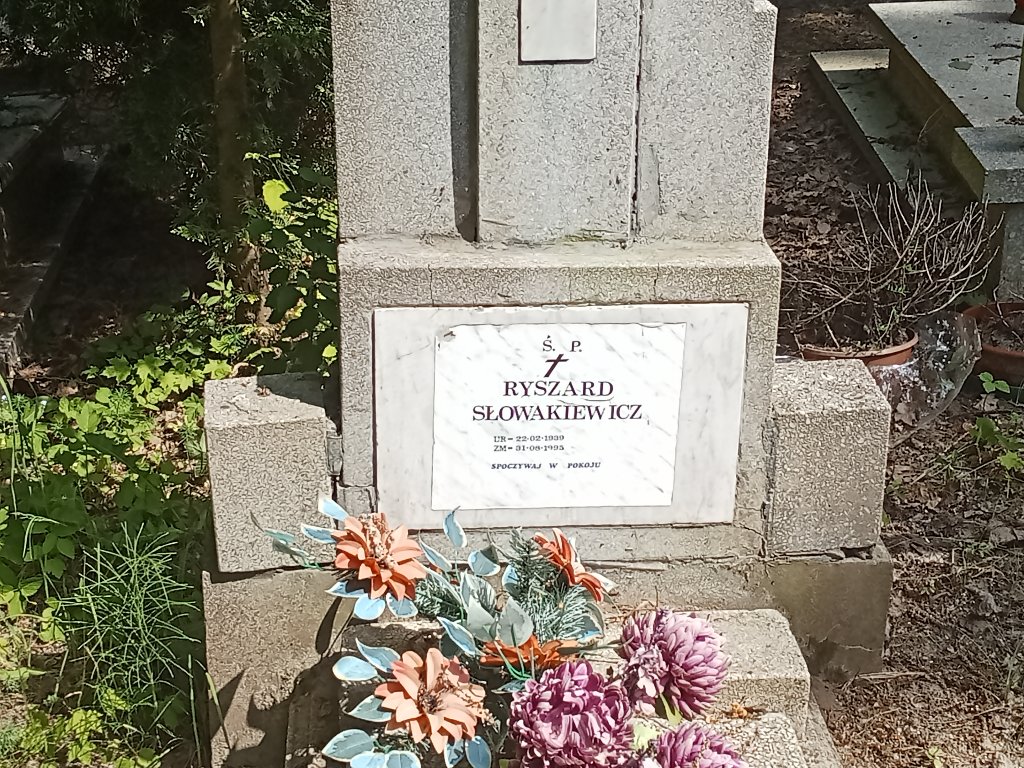 Ś. P.
RYSZARD
SŁOWAKIEWICZ
UR-22-02-1939
ZM-31-08-1995
SPOCZYWAJ W POKOJU